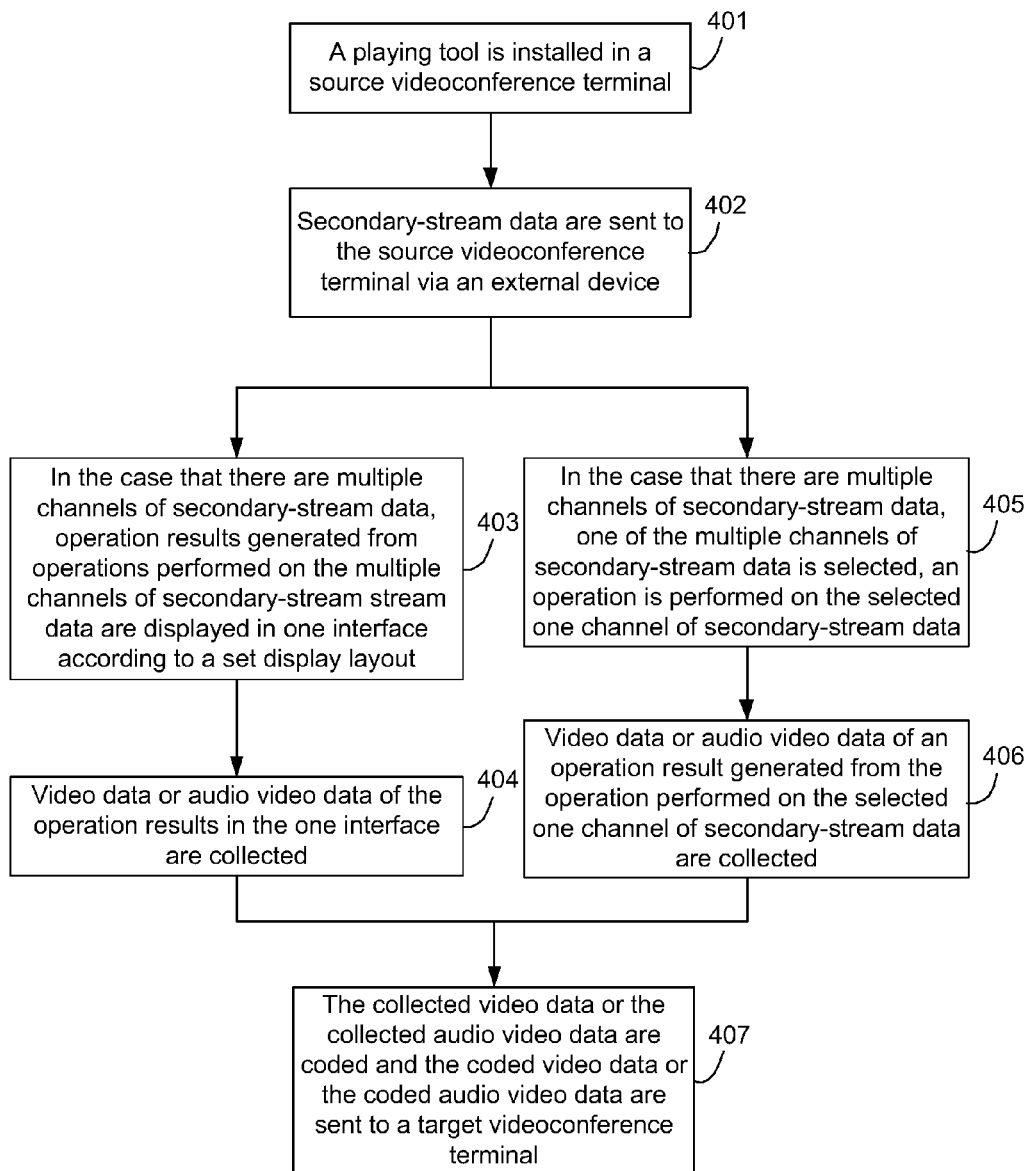 401
A playing tool is installed in a
source videoconference terminal
402
Secondary-stream data are sent to
the source videoconference
terminal via an external device
In the case that there are multiple
channels of secondary-stream data,
operation results generated from
operations performed on the multiple
channels of secondary-stream stream
data are displayed in one interface
according to a set display layout
403
In the case that there are multiple
channels of secondary-stream data,
one of the multiple channels of
secondary-stream data is selected, an
operation is performed on the selected
one channel of secondary-stream data
405
Video data or audio video data of the
operation results in the one interface
are collected
404
Video data or audio video data of an
operation result generated from the
operation performed on the selected
one channel of secondary-stream data
are collected
406
The collected video data or the
collected audio video data are
coded and the coded video data or
the coded audio video data are
sent to a target videoconference
terminal
407